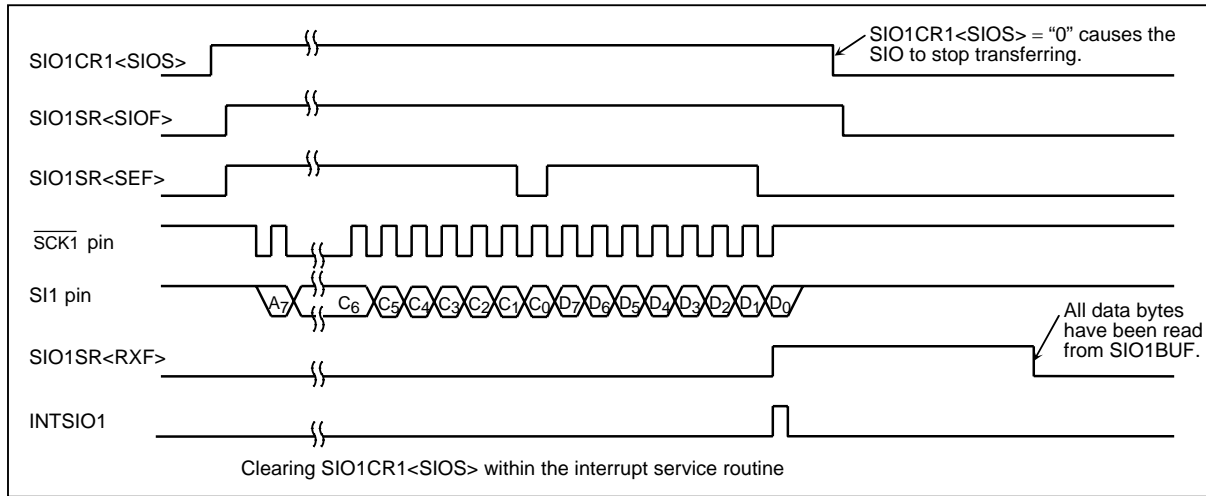 SIO1CR1<SIOS>
SIO1CR1<SIOS> = “0” causes the
SIO to stop transferring.
SIO1SR<SIOF>
SIO1SR<SEF>
SCK1 pin
SI1 pin
A7 C6 C5 C4 C3 C2 C1 C0 D7 D6 D5 D4 D3 D2 D1 D0
All data bytes
have been read
from SIO1BUF.
SIO1SR<RXF>
INTSIO1
Clearing SIO1CR1<SIOS> within the interrupt service routine